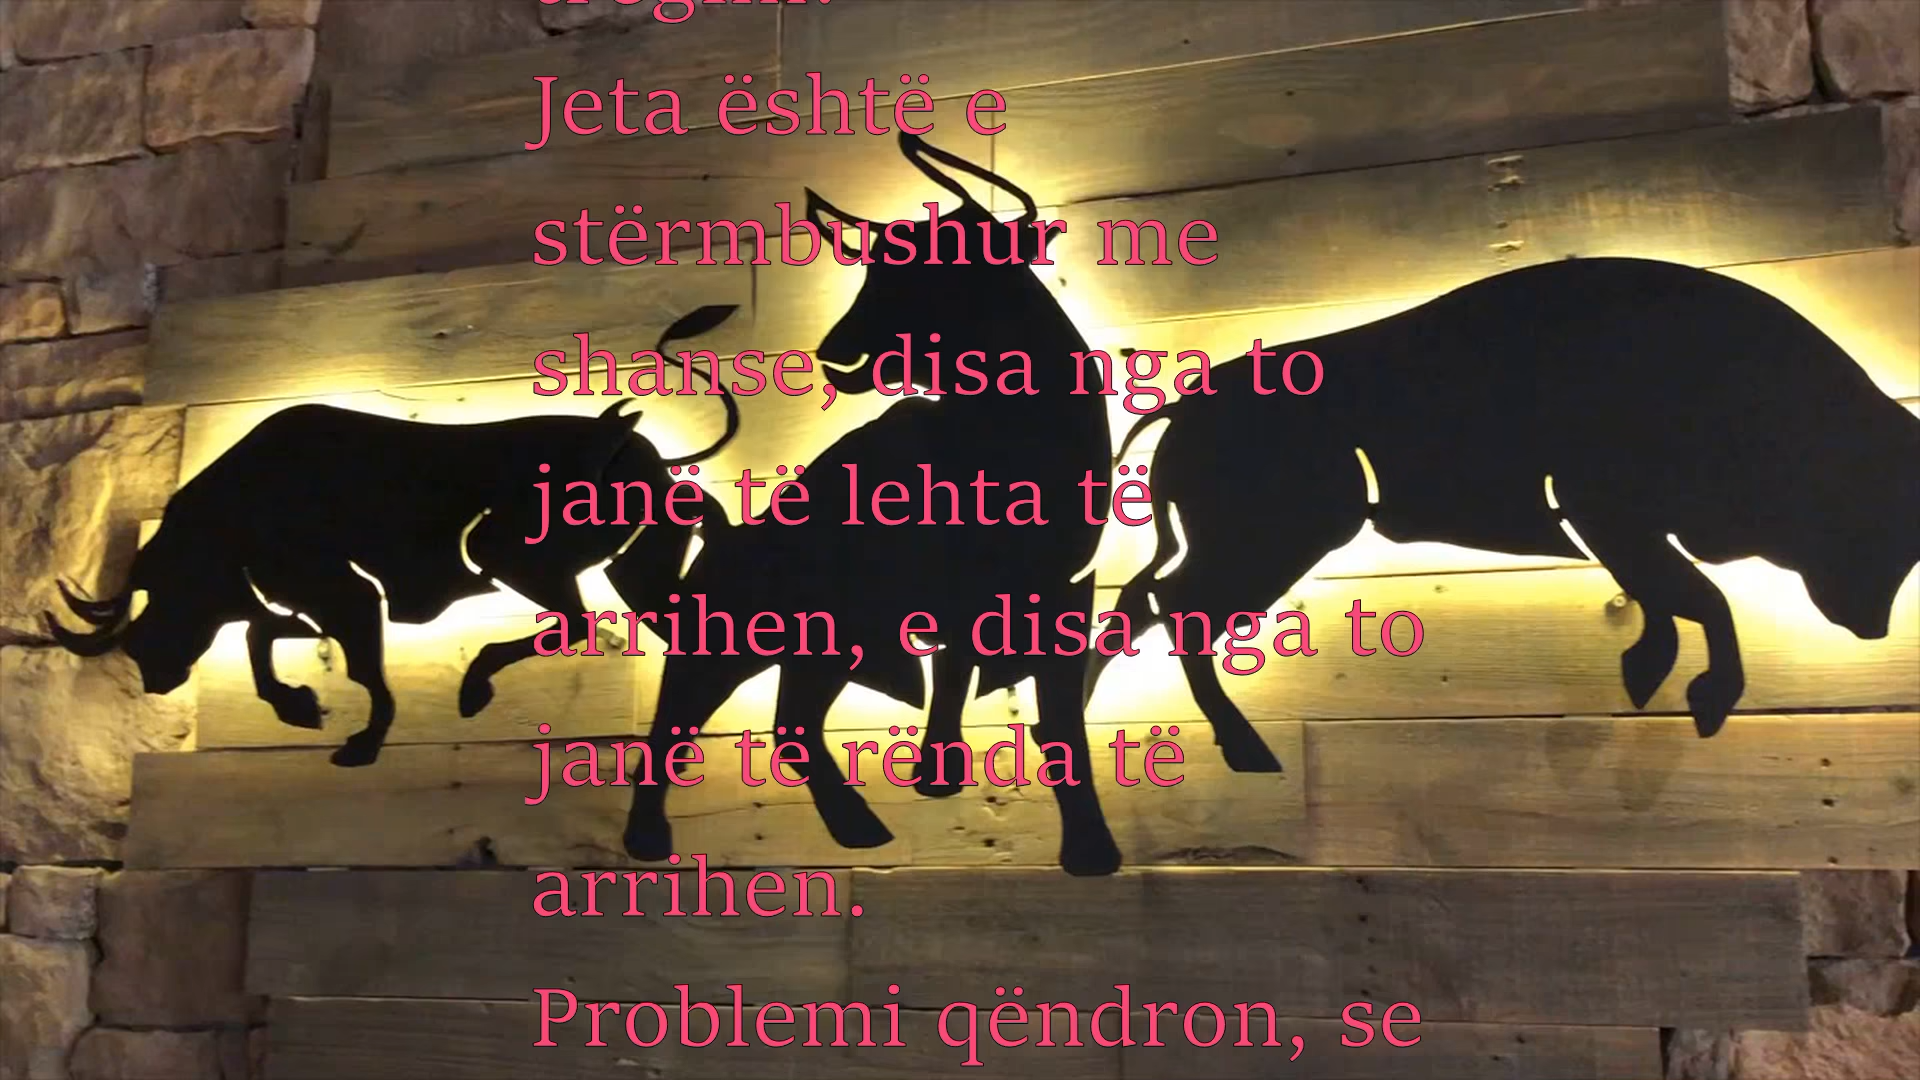 Jeta është e
stërmbushur me
shanse, disa nga to
janë të lehta të
arrihen, e disa nga to
janë të rënda të
arrihen.
Problemi qëndron, se